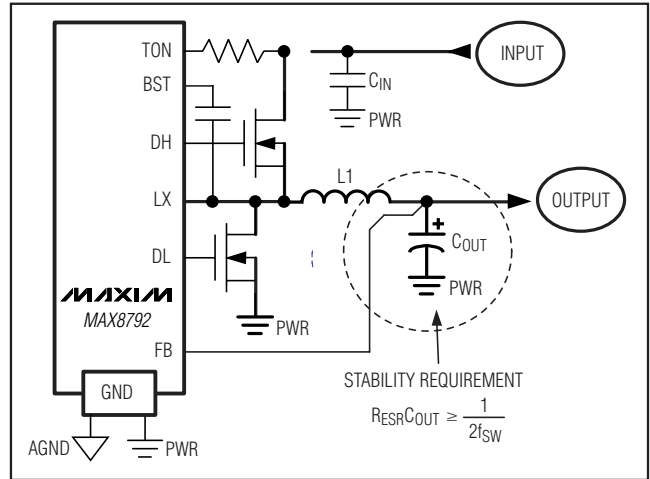 TON
INPUT
CIN
BST
PWR
DH
L1
LX
OUTPUT
+
COUT
DL
PWR
MAXIM
MAX8792
PWR
FB
STABILITY REQUIREMENT
GND
RESRCOUT ≥ 1/2fSW
AGND
PWR